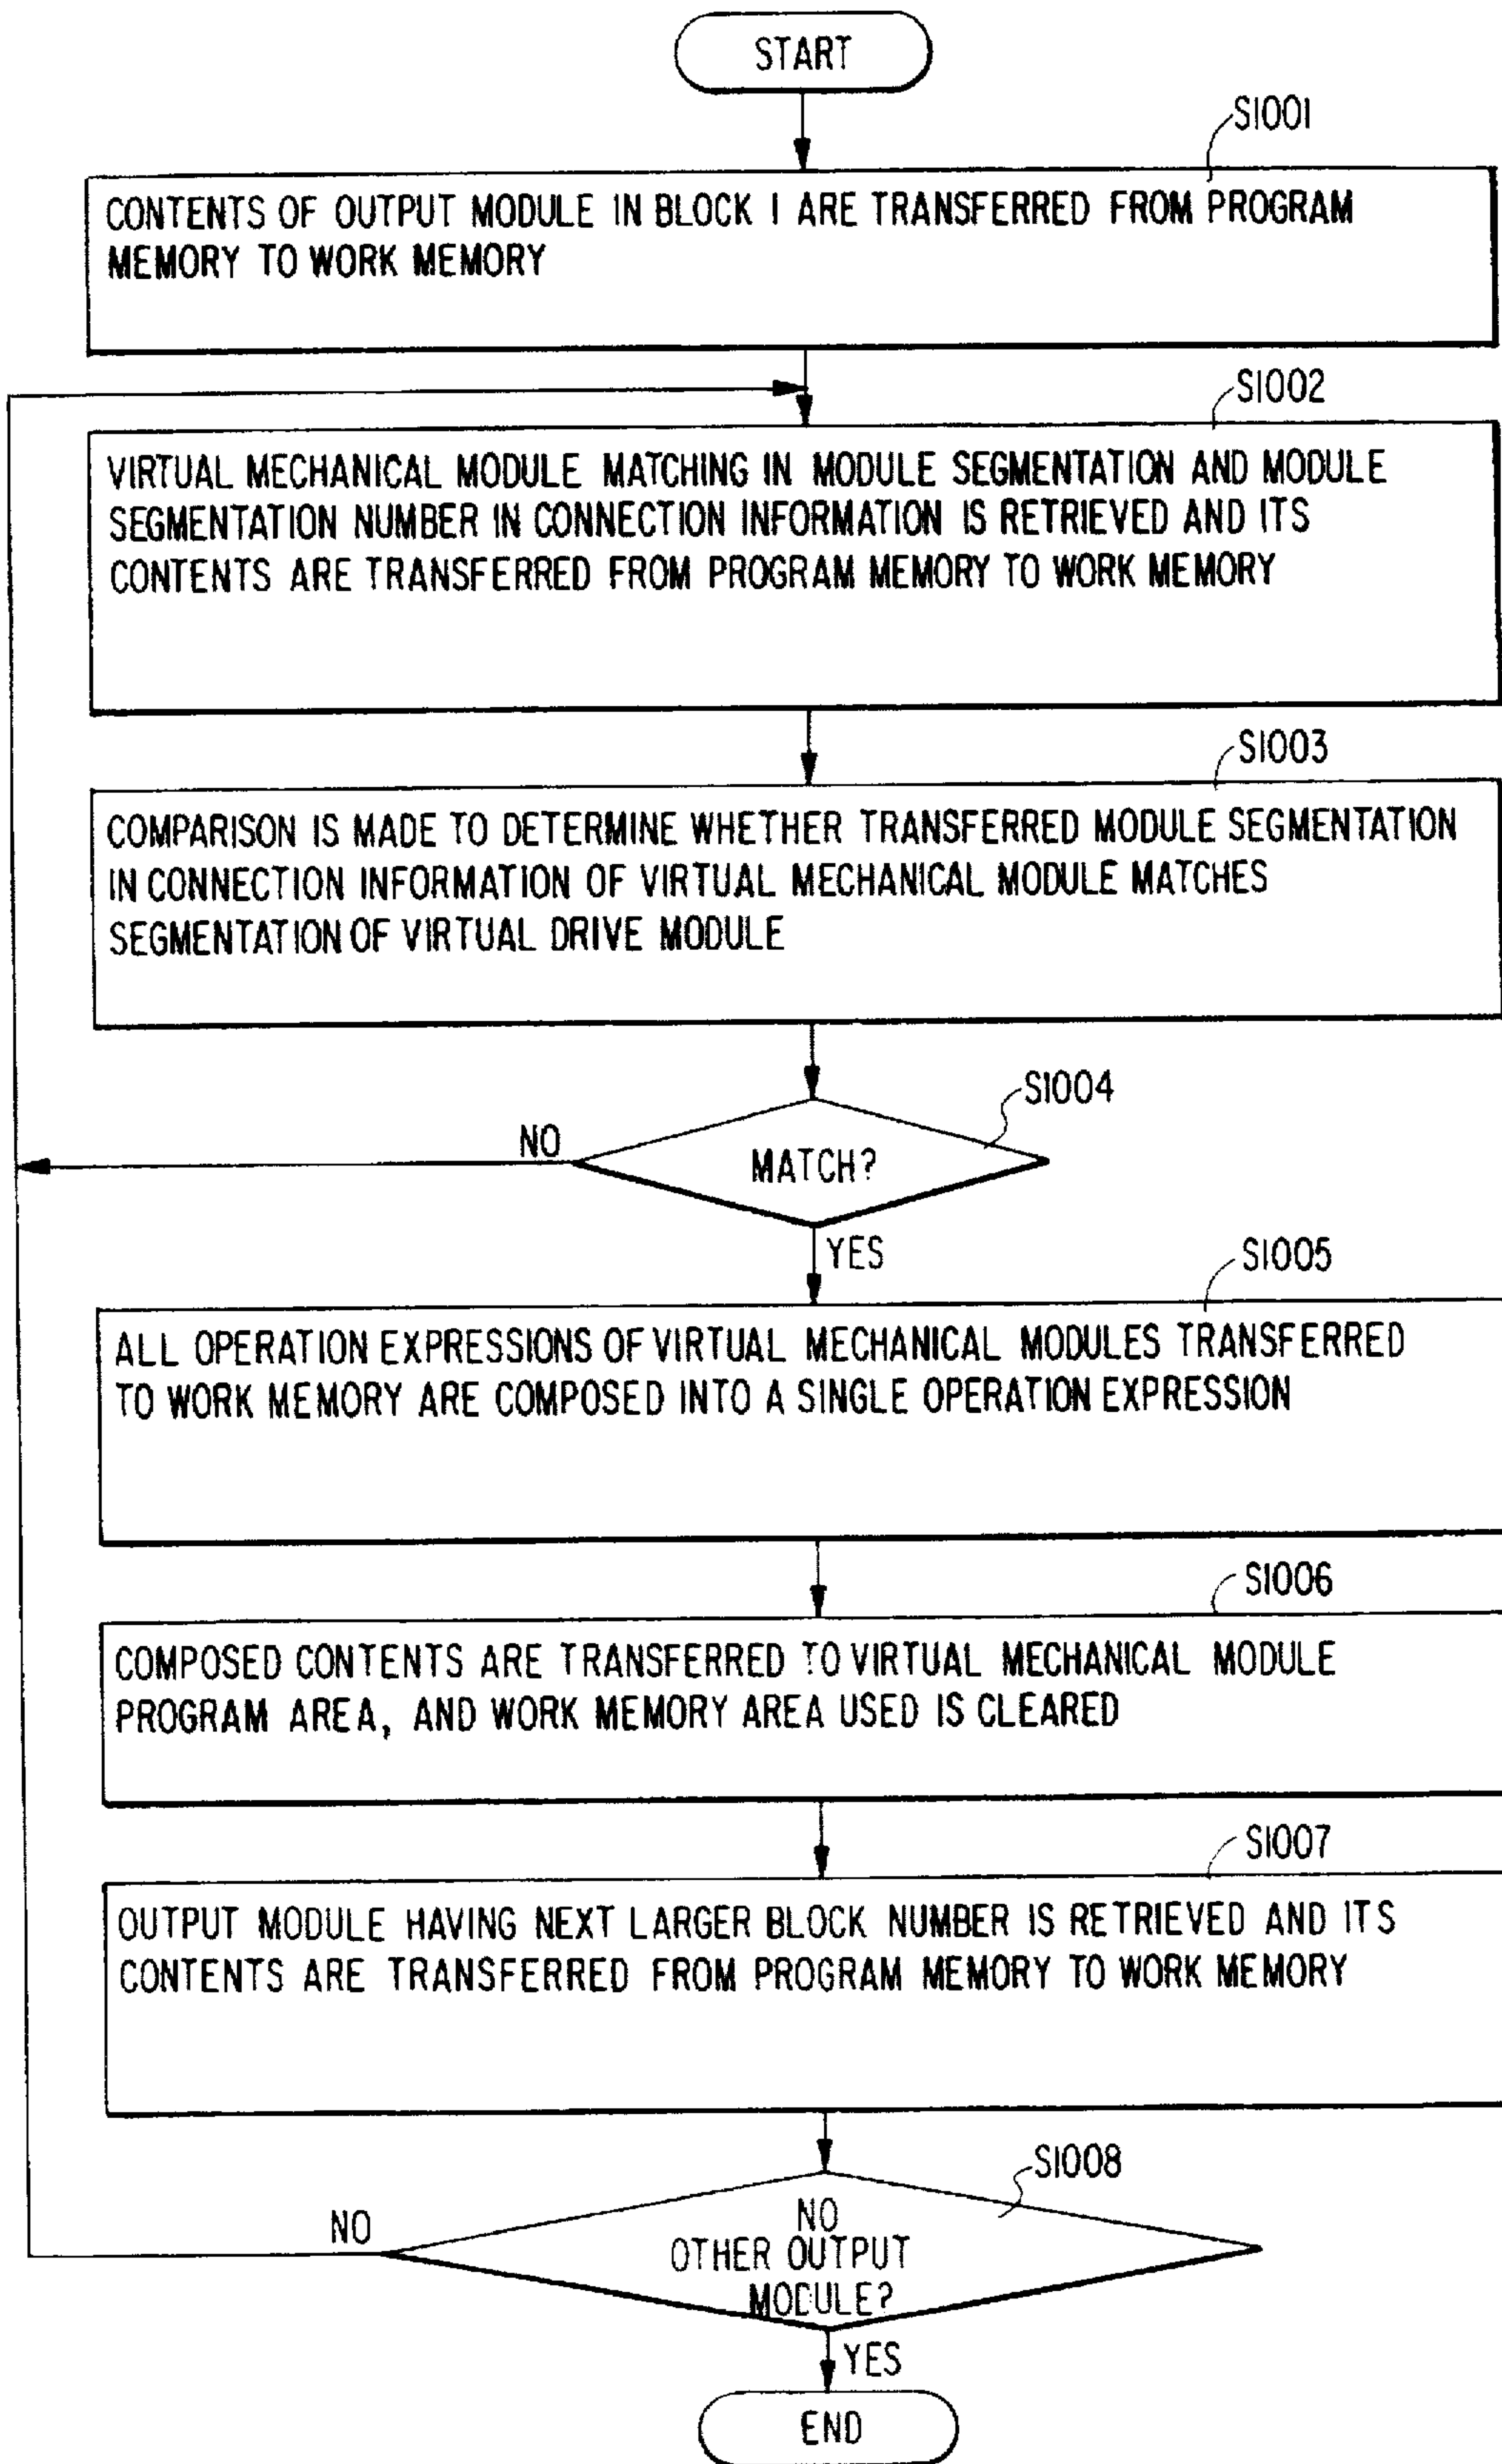 START
S1001
CONTENTS OF OUTPUT MODULE IN BLOCK 1 ARE TRANSFERRED FROM PROGRAM
MEMORY TO WORK MEMORY
S1002
VIRTUAL MECHANICAL MODULE MATCHING IN MODULE SEGMENTATION AND MODULE
SEGMENTATION NUMBER IN CONNECTION INFORMATION IS RETRIEVED AND ITS
CONTENTS ARE TRANSFERRED FROM PROGRAM MEMORY TO WORK MEMORY
S1003
COMPARISON IS MADE TO DETERMINE WHETHER TRANSFERRED MODULE SEGMENTATION
IN CONNECTION INFORMATION OF VIRTUAL MECHANICAL MODULE MATCHES
SEGMENTATION OF VIRTUAL DRIVE MODULE
S1004
NO
MATCH?
YES
S1005
ALL OPERATION EXPRESSIONS OF VIRTUAL MECHANICAL MODULES TRANSFERRED
TO WORK MEMORY ARE COMPOSED INTO A SINGLE OPERATION EXPRESSION
S1006
COMPOSED CONTENTS ARE TRANSFERRED TO VIRTUAL MECHANICAL MODULE
PROGRAM AREA, AND WORK MEMORY AREA USED IS CLEARED
S1007
OUTPUT MODULE HAVING NEXT LARGER BLOCK NUMBER IS RETRIEVED AND ITS
CONTENTS ARE TRANSFERRED FROM PROGRAM MEMORY TO WORK MEMORY
S1008
NO
NO
OTHER OUTPUT
MODULE?
YES
END